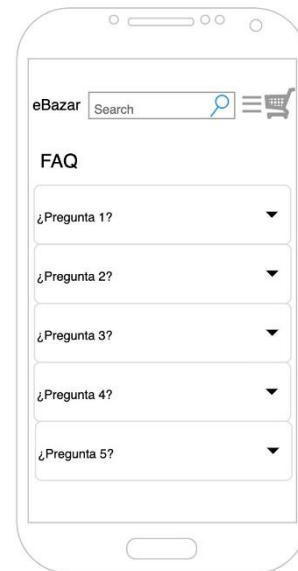 eBazar Search
FAQ
¿Pregunta 1?
¿Pregunta 2?
¿Pregunta 3?
¿Pregunta 4?
¿Pregunta 5?